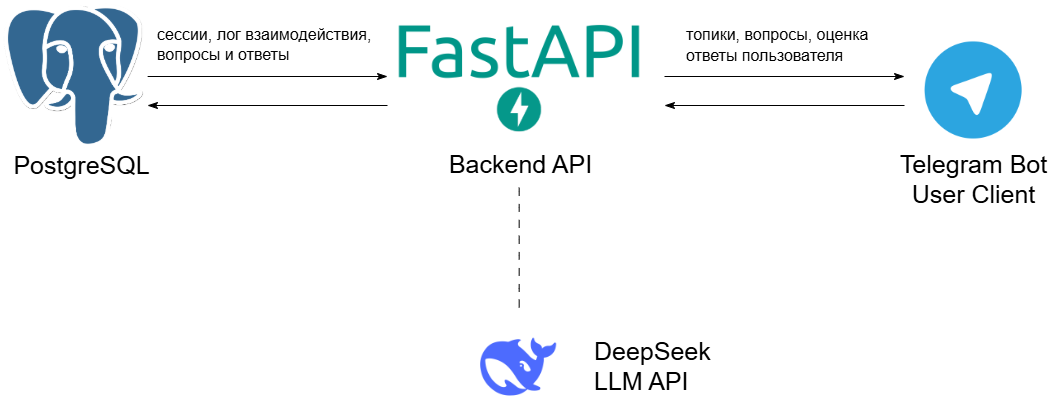 сессии, лог взаимодействия,
вопросы и ответы
FastAPI
топики, вопросы, оценка
ответы пользователя
PostgreSQL
Backend API
Telegram Bot
User Client
DeepSeek
LLM API